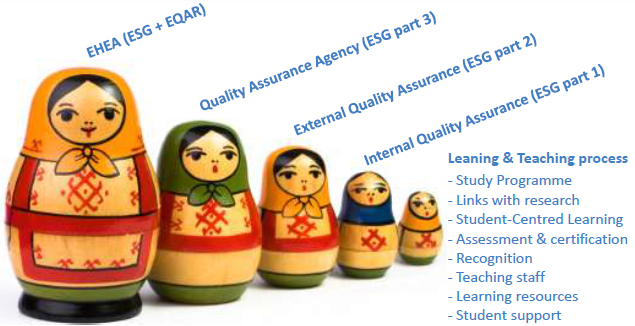 EHEA (ESG + EQAR)
Quality Assurance Agency (ESG part 3)
External Quality Assurance (ESG part 2)
Internal Quality Assurance (ESG part 1)
Leaning & Teaching process
- Study Programme
- Links with research
- Student-Centred Learning
- Assessment & certification
- Recognition
- Teaching staff
- Learning resources
- Student support